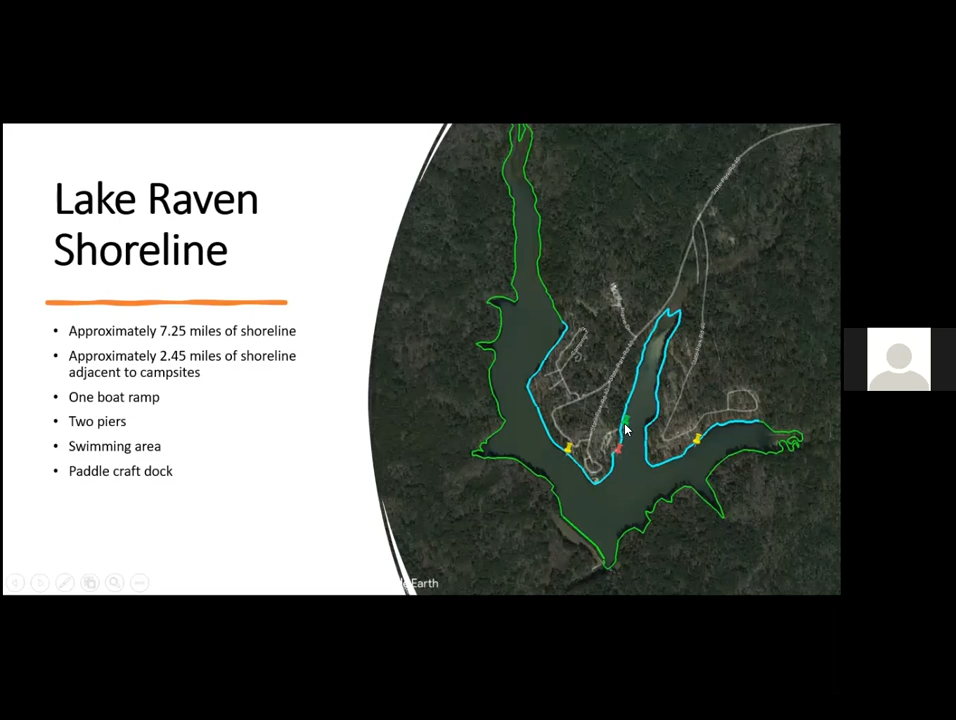 Lake Raven
Shoreline
• Approximately 7.25 miles of shoreline
• Approximately 2.45 miles of shoreline
adjacent to campsites
• One boat ramp
• Two piers
• Swimming area
• Paddle craft dock
Earth